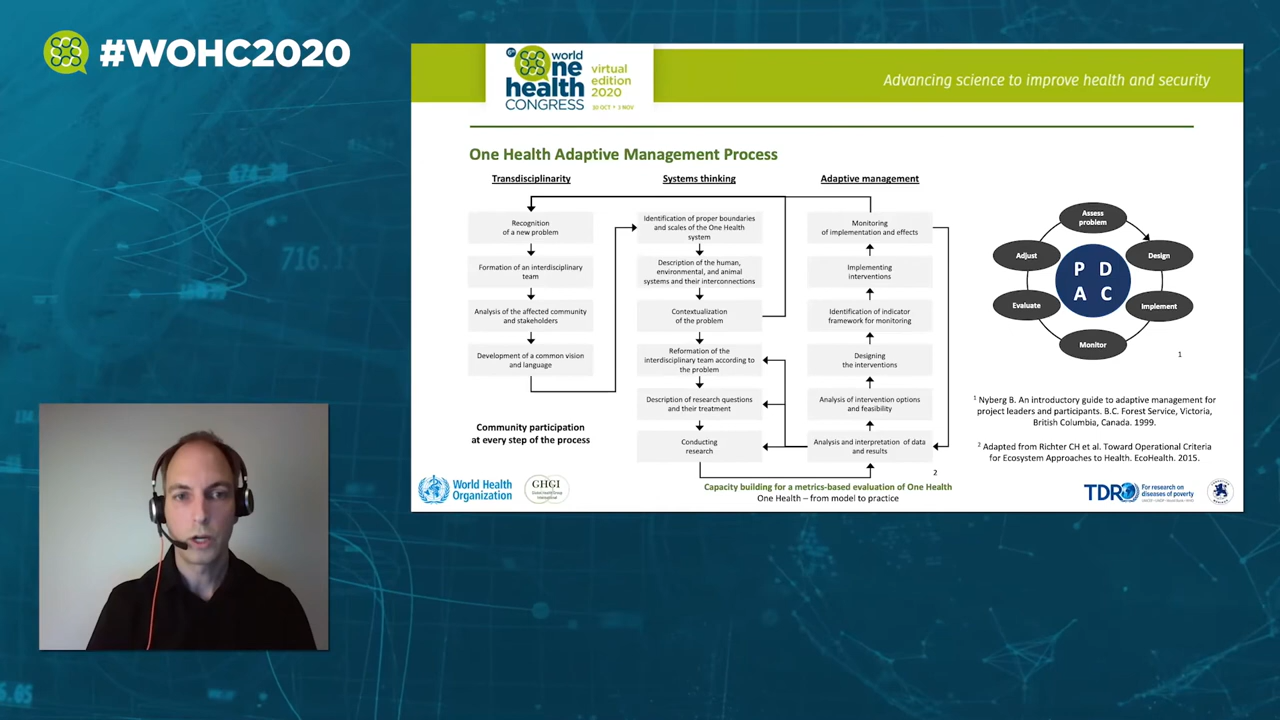 #WOHC2020
6th
world
One
health
CONGRESS
virtual
edition
2020
30 OCT • 3 NOV
Advancing science to improve health and security
One Health Adaptive Management Process
Transdisciplinarity
Recognition
of a new problem
Formation of an interdisciplinary
team
Analysis of the affected community
and stakeholders
Development of a common vision
and language
Community participation
at every step of the process
Systems thinking
Identification of proper boundaries
and scales of the One Health
system
Description of the human,
environmental, and animal
systems and their interconnections
Contextualization
of the problem
Reformation of the
interdisciplinary team according to
the problem
Description of research questions
and their treatment
Conducting
research
Adaptive management
Monitoring
of implementation and effects
Implementing
interventions
Identification of indicator
framework for monitoring
Designing
the interventions
Analysis of intervention options
and feasibility
Analysis and interpretation of data
and results
2
Assess
problem
Adjust
Design
P D
A C
Evaluate
Implement
Monitor
1
1 Nyberg B. An introductory guide to adaptive management for
project leaders and participants. B.C. Forest Service, Victoria,
British Columbia, Canada. 1999.
2 Adapted from Richter CH et al. Toward Operational Criteria
for Ecosystem Approaches to Health. EcoHealth. 2015.
World Health
Organization
GHGI
Capacity building for a metrics-based evaluation of One Health
One Health – from model to practice
TDR
For research on
diseases of poverty